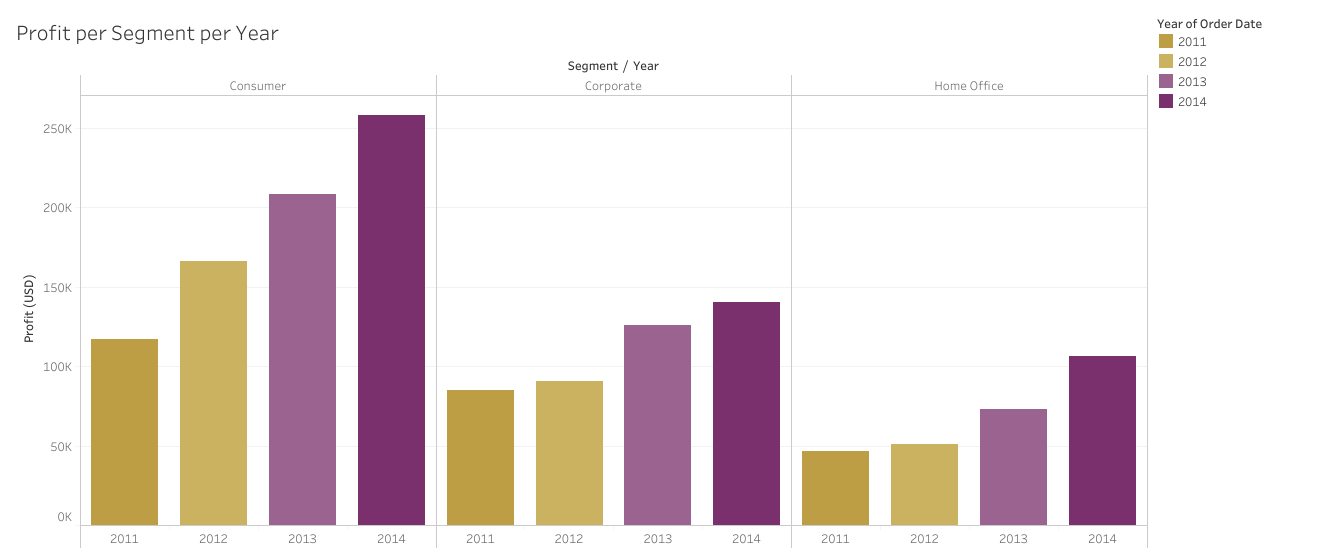 Profit per Segment per Year
Year of Order Date
2011
2012
2013
2014
Segment / Year
Consumer Corporate Home Office
Profit (USD)
250K
200K
150K
100K
50K
0K
2011 2012 2013 2014 2011 2012 2013 2014 2011 2012 2013 2014